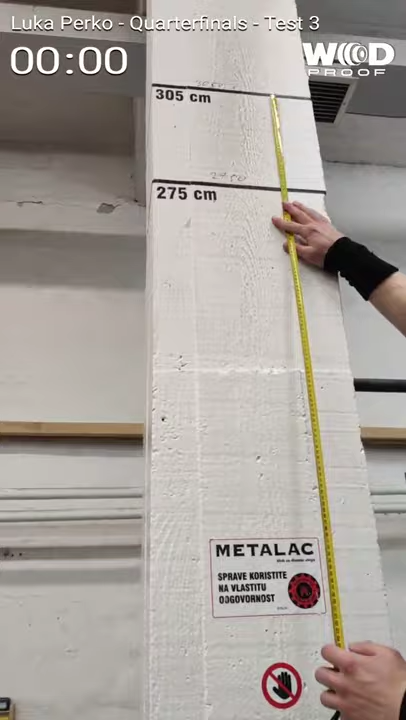 Luka Perko - Quarterfinals - Test 3
00:00
WOD
PROOF
305 cm
275 cm
METALAC
SPRAVE KORISTITE
NA VLASTITU
ODGOVORNOST